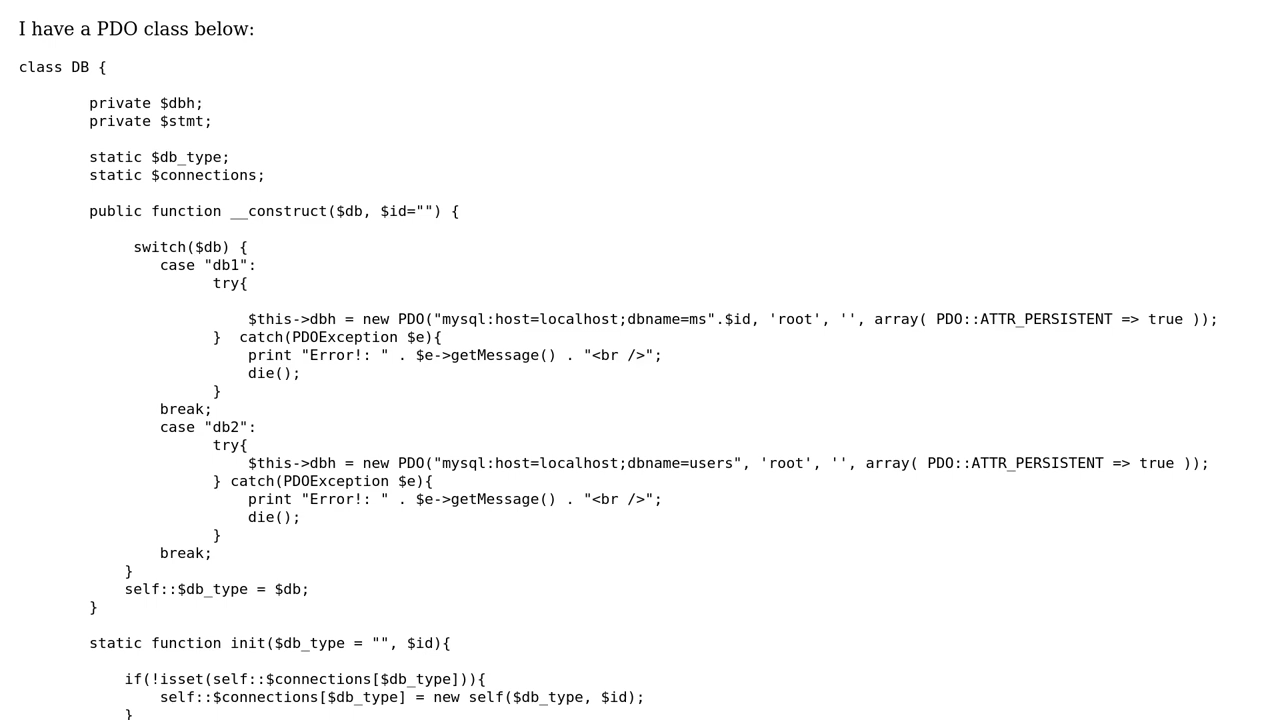 I have a PDO class below:
class DB {
private $dbh;
private $stmt;
static $db_type;
static $connections;
public function __construct($db, $id="") {
switch($db) {
case "db1":
try{
$this->dbh = new PDO("mysql:host=localhost;dbname=ms".$id, 'root', '', array( PDO::ATTR_PERSISTENT => true ));
}  catch(PDOException $e){
print "Error!: " . $e->getMessage() . "<br />";
die();
}
break;
case "db2":
try{
$this->dbh = new PDO("mysql:host=localhost;dbname=users", 'root', '', array( PDO::ATTR_PERSISTENT => true ));
} catch(PDOException $e){
print "Error!: " . $e->getMessage() . "<br />";
die();
}
break;
}
self::$db_type = $db;
}
static function init($db_type = "", $id){
if(!isset(self::$connections[$db_type])){
self::$connections[$db_type] = new self($db_type, $id);
}